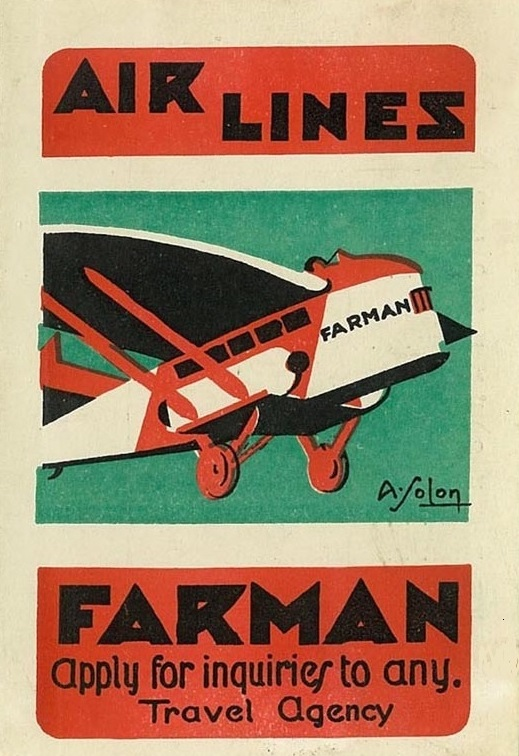 AIR
LINES
FARMAN
A. Solon
FARMAN
apply for inquiries to any.
Travel Agency